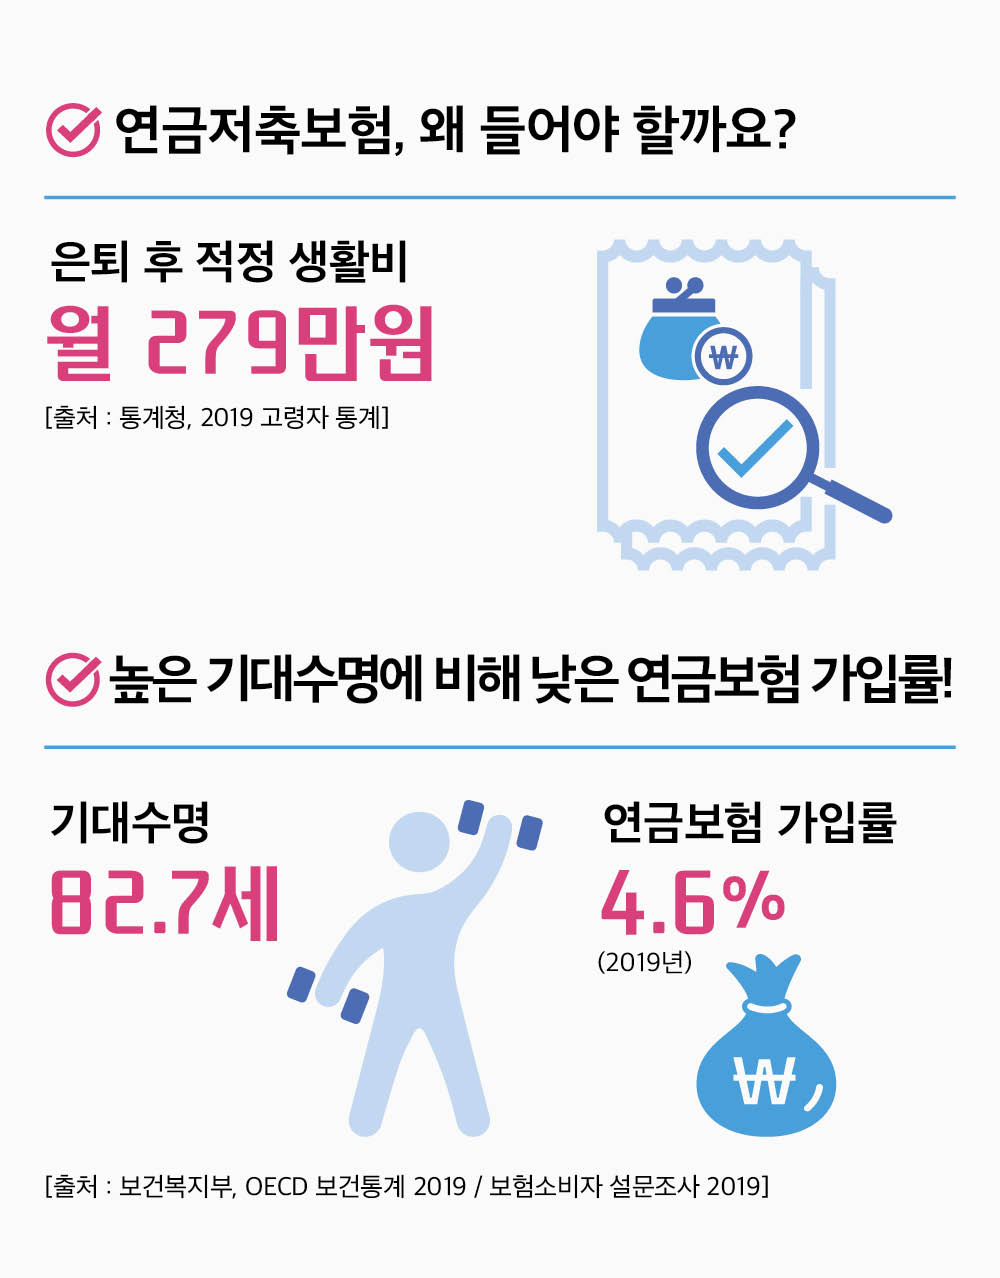 연금저축보험, 왜 들어야 할까요?
은퇴 후 적정 생활비
월 279만원
[출처 : 통계청, 2019 고령자 통계]
₩
높은 기대수명에 비해 낮은 연금보험 가입률!
기대수명
82.7세
연금보험 가입률
4.6%
(2019년)
₩
[출처 : 보건복지부, OECD 보건통계 2019 / 보험소비자 설문조사 2019]